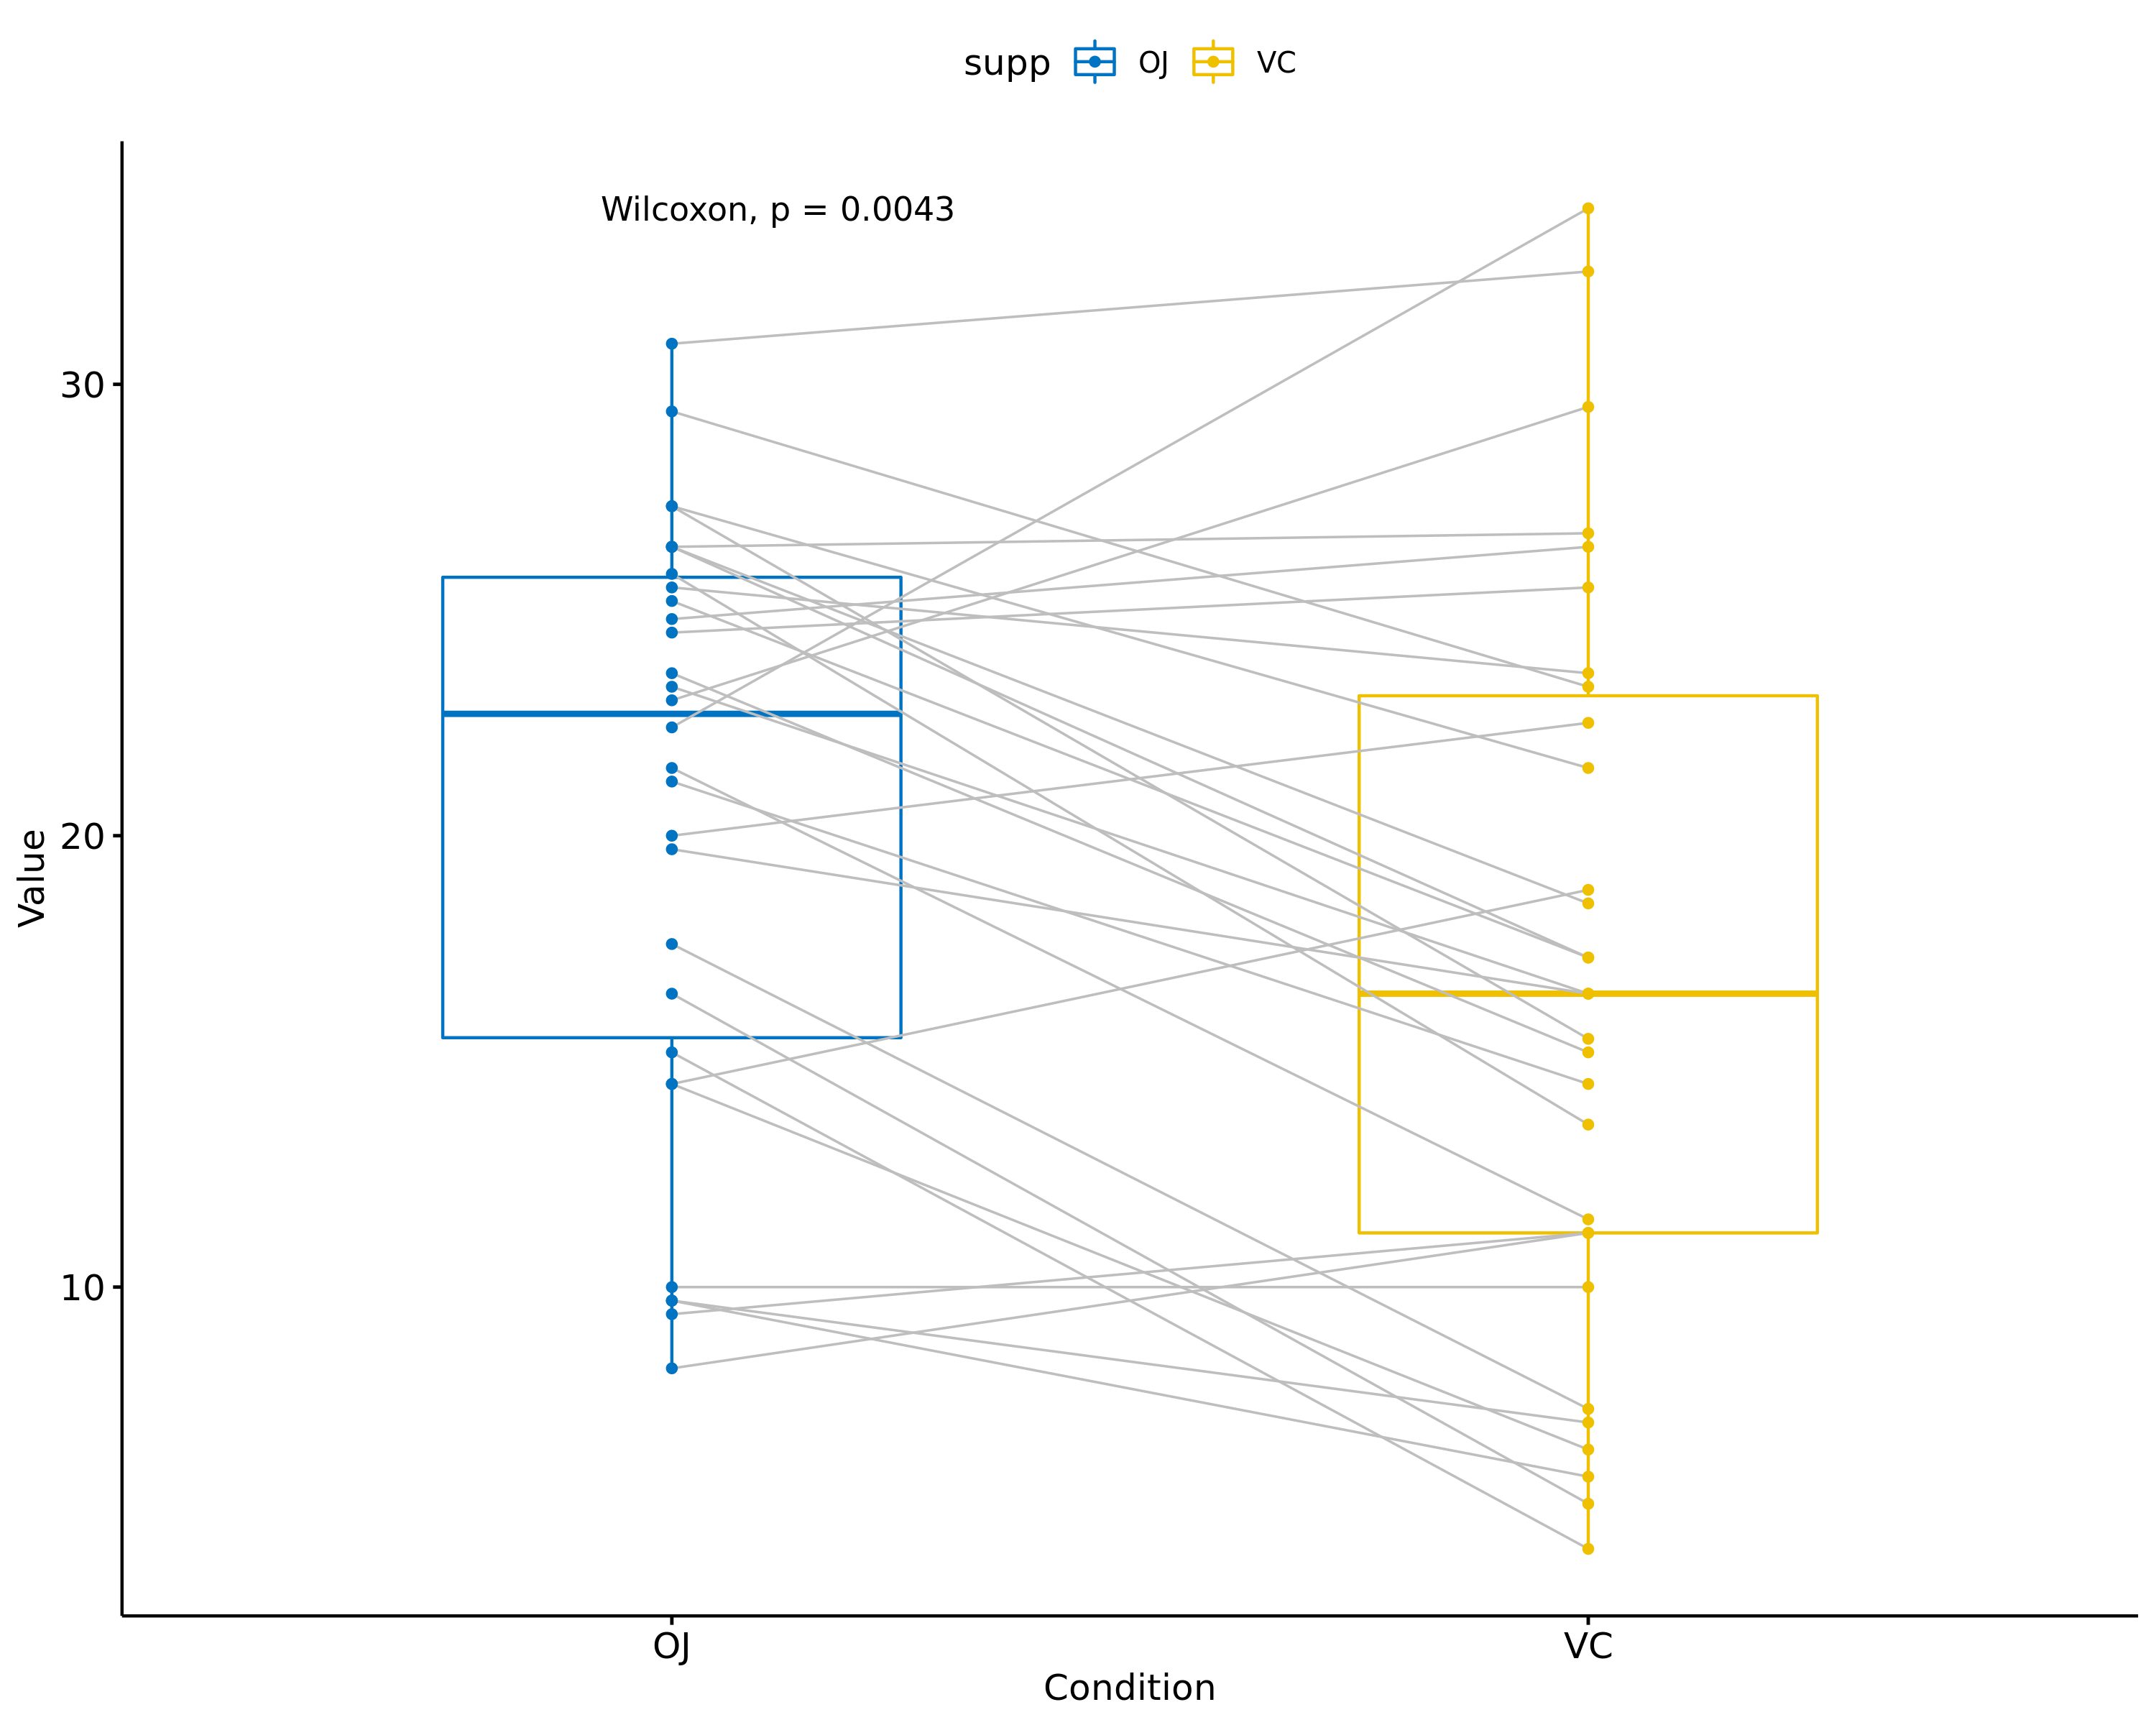 supp OJ VC
Wilcoxon, p = 0.0043
30
20
10
Value
OJ VC
Condition